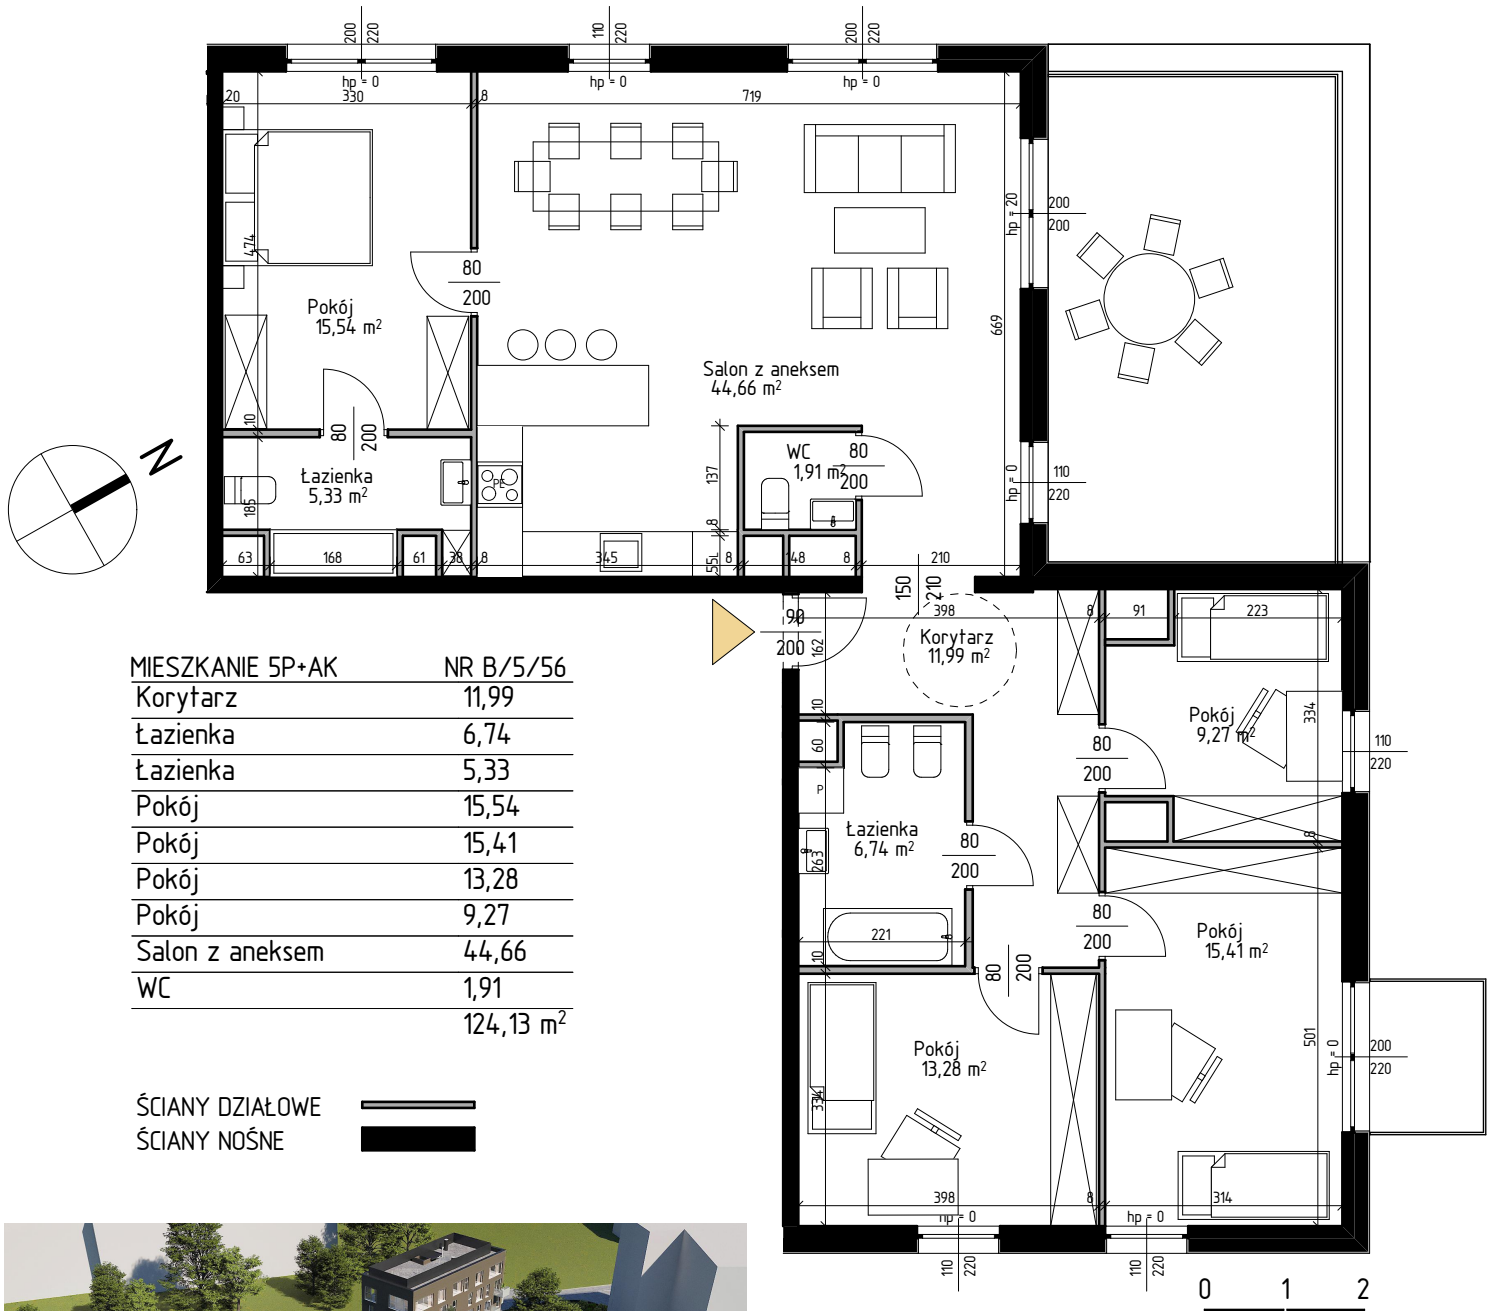 200 220
110 220
200 220
hp = 0
hp = 0
hp = 0
20 330 8 719
474
80
200
Pokój
15,54 m²
669
hp = 20
200
200
Salon z aneksem
44,66 m²
10
80
200
N
Łazienka
5,33 m²
185
PE
137
WC
1,91 m²
80
200
hp = 0
110
220
8
63 168 61 38 8 345 55 8 148 8 210
150 210
90
200
162
398 8 91 223
Korytarz
11,99 m²
MIESZKANIE 5P+AK NR B/5/56
Korytarz 11,99
Łazienka 6,74
Łazienka 5,33
Pokój 15,54
Pokój 15,41
Pokój 13,28
Pokój 9,27
Salon z aneksem 44,66
WC 1,91
124,13 m²
10
60
P
Pokój
9,27 m²
334
80
200
110
220
Łazienka
6,74 m²
263
80
200
8
221
10
80
200
80
200
Pokój
15,41 m²
Pokój
13,28 m²
334
501
hp = 0
200
220
ŚCIANY DZIAŁOWE
ŚCIANY NOŚNE
398 8 314
hp = 0
hp = 0
110 220
110 220
0 1 2